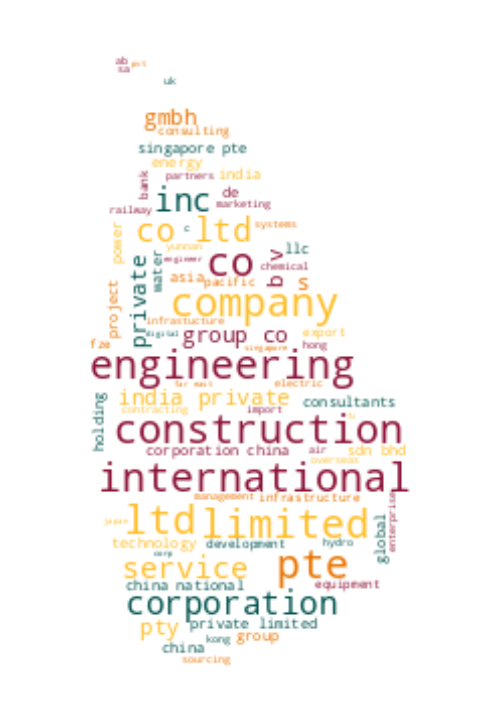 ab
pvt
sa
uk
gmbh
consulting
singapore pte
energy
bank
partners
india
inc
de
marketing
railway
co ltd
c
systems
power
yunnan
private
water
engineer
co
b v
llc
chemical
asia
pacific
s
project
company
infrastucture
digital
group co
export
fze
singapore
hong
engineering
far east
electric
holding
india private
consultants
contracting
import
construction
corporation china
air
sdn bhd
overseas
international
management
infrastructure
enterprise
japan
ltd
limited
global
technology
development
hydro
corp
service
pte
china national
equipment
corporation
pty
private limited
kong
group
china
sourcing